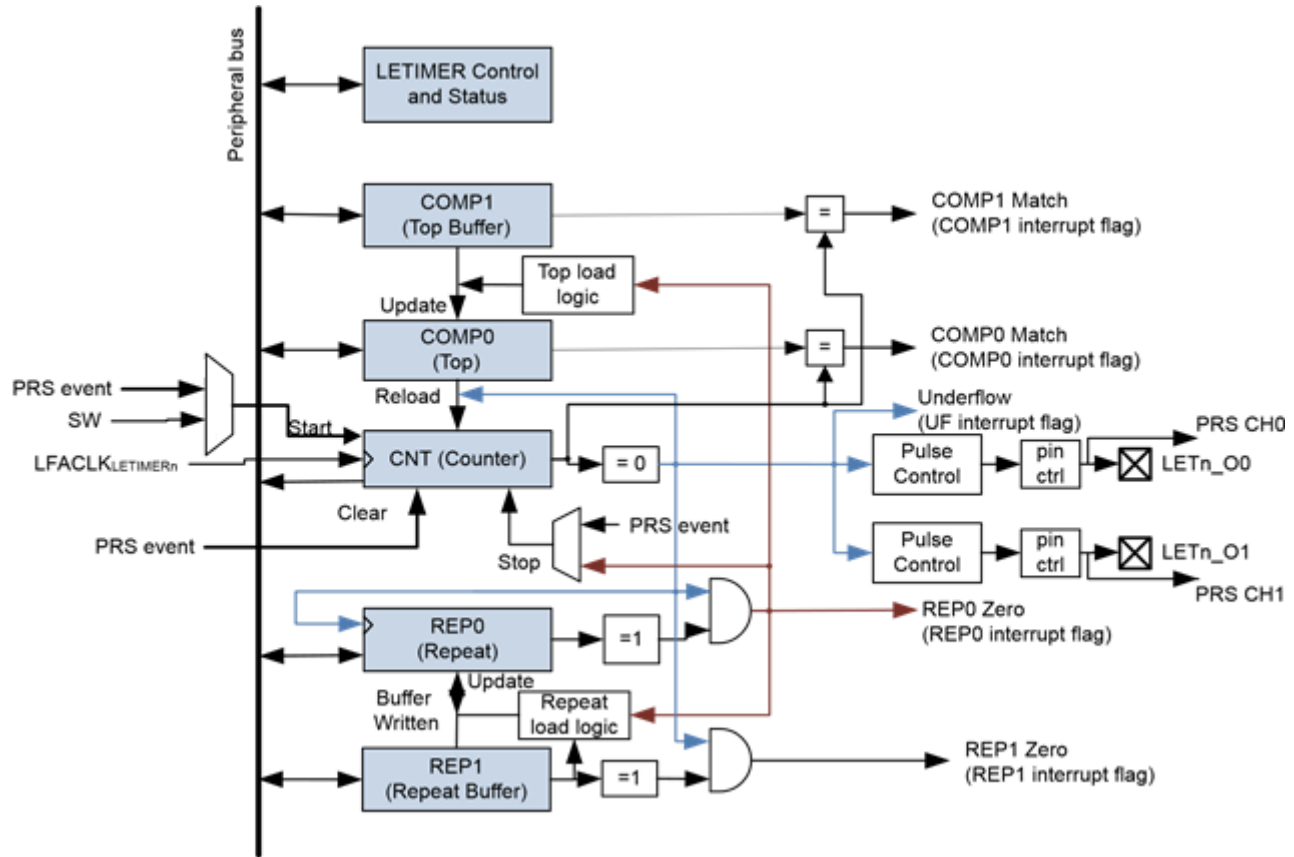 Peripheral bus
LETIMER Control
and Status
COMP1
(Top Buffer)
=
COMP1 Match
(COMP1 interrupt flag)
Top load
logic
Update
COMP0
(Top)
=
COMP0 Match
(COMP0 interrupt flag)
PRS event
SW
Start
Reload
Underflow
(UF interrupt flag)
LFACLKLETIMERn
CNT (Counter)
= 0
Pulse
Control
pin
ctrl
PRS CH0
LETn_O0
Clear
PRS event
Stop
PRS event
Pulse
Control
pin
ctrl
LETn_O1
PRS CH1
REP0
(Repeat)
=1
REP0 Zero
(REP0 interrupt flag)
Update
Buffer
Written
Repeat
load logic
REP1
(Repeat Buffer)
=1
REP1 Zero
(REP1 interrupt flag)